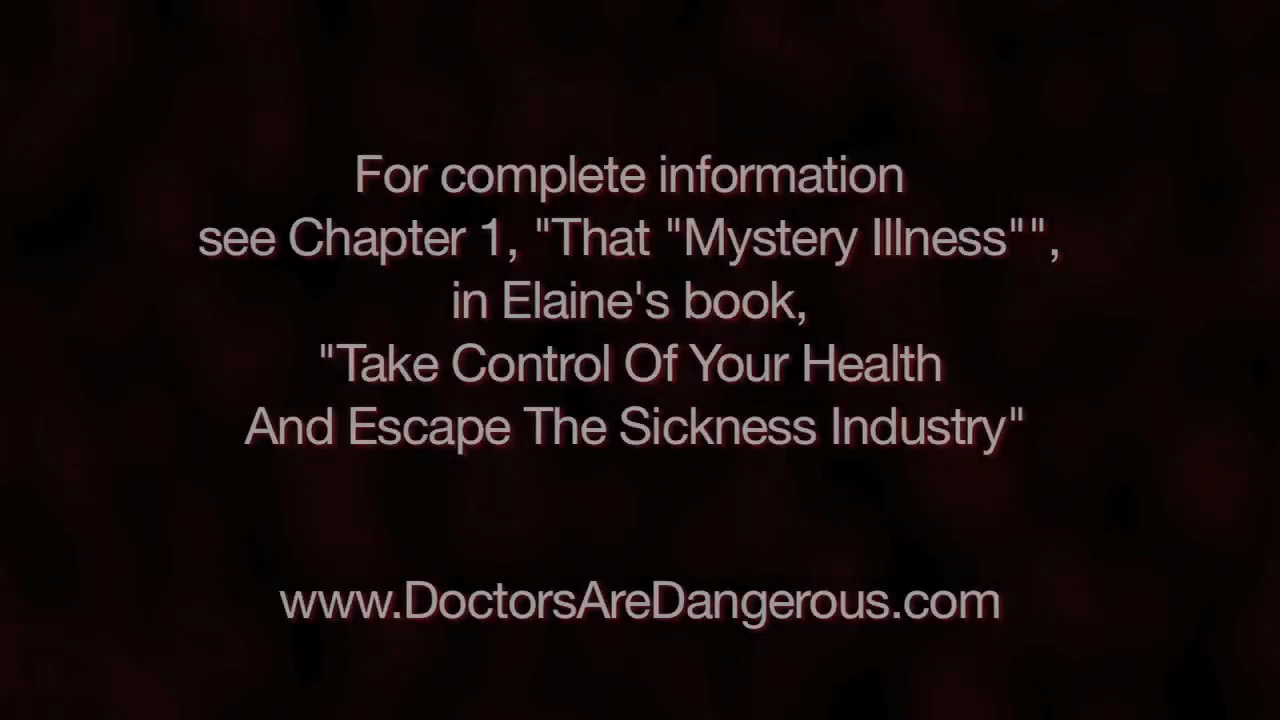 For complete information
see Chapter 1, "That "Mystery Illness"",
in Elaine's book,
"Take Control Of Your Health
And Escape The Sickness Industry"
www.DoctorsAreDangerous.com